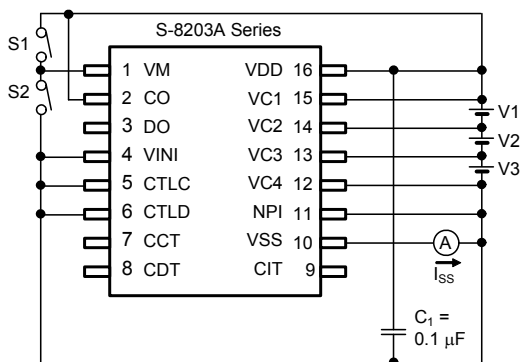 S-8203A Series
S1
S2
1 VM
2 CO
3 DO
4 VINI
5 CTLC
6 CTLD
7 CCT
8 CDT
VDD 16
VC1 15
VC2 14
VC3 13
VC4 12
NPI 11
VSS 10
CIT 9
V1
V2
V3
A
ISS
C1 =
0.1 μF